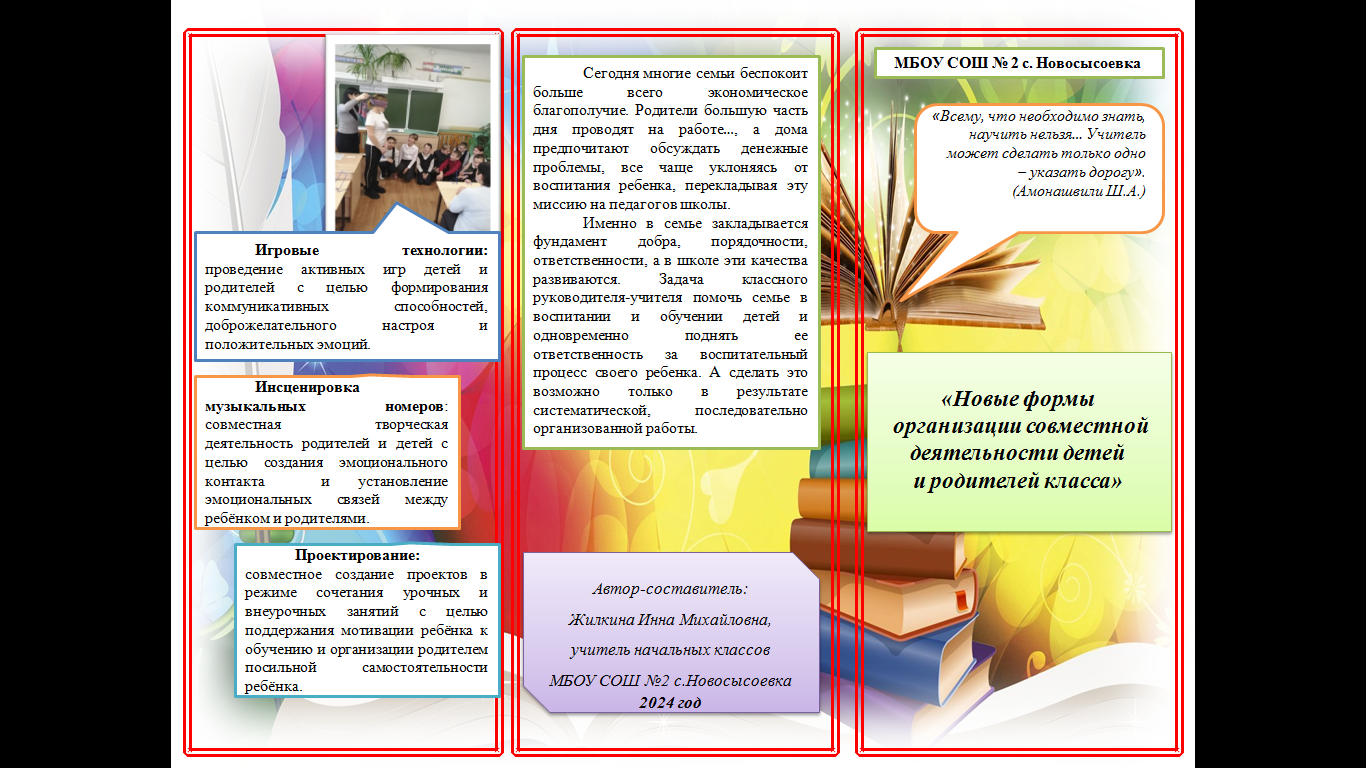 Игровые технологии:
проведение активных игр детей и
родителей с целью формирования
коммуникативных способностей,
доброжелательного настроя и
положительных эмоций.
Инсценировка
музыкальных номеров:
совместная творческая
деятельность родителей и детей с
целью создания эмоционального
контакта и установление
эмоциональных связей между
ребёнком и родителями.
Проектирование:
совместное создание проектов в
режиме сочетания урочных и
внеурочных занятий с целью
поддержания мотивации ребёнка к
обучению и организации родителем
посильной самостоятельности
ребёнка.
Сегодня многие семьи беспокоит
больше всего экономическое
благополучие. Родители большую часть
дня проводят на работе..., а дома
предпочитают обсуждать денежные
проблемы, все чаще уклоняясь от
воспитания ребенка, перекладывая эту
миссию на педагогов школы.
Именно в семье закладывается
фундамент добра, порядочности,
ответственности, а в школе эти качества
развиваются. Задача классного
руководителя-учителя помочь семье в
воспитании и обучении детей и
одновременно поднять ее
ответственность за воспитательный
процесс своего ребенка. А сделать это
возможно только в результате
систематической, последовательно
организованной работы.
Автор-составитель:
Жилкина Инна Михайловна,
учитель начальных классов
МБОУ СОШ №2 с.Новосысоевка
2024 год
МБОУ СОШ № 2 с. Новосысоевка
«Всему, что необходимо знать,
научить нельзя... Учитель
может сделать только одно
– указать дорогу».
(Амонашвили Ш.А.)
«Новые формы
организации совместной
деятельности детей
и родителей класса»